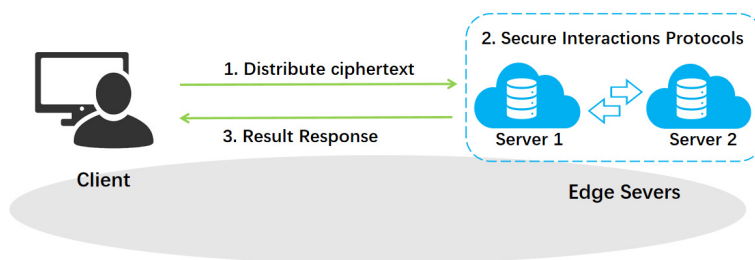 2. Secure Interactions Protocols
1. Distribute ciphertext
3. Result Response
Server 1
Server 2
Client
Edge Severs